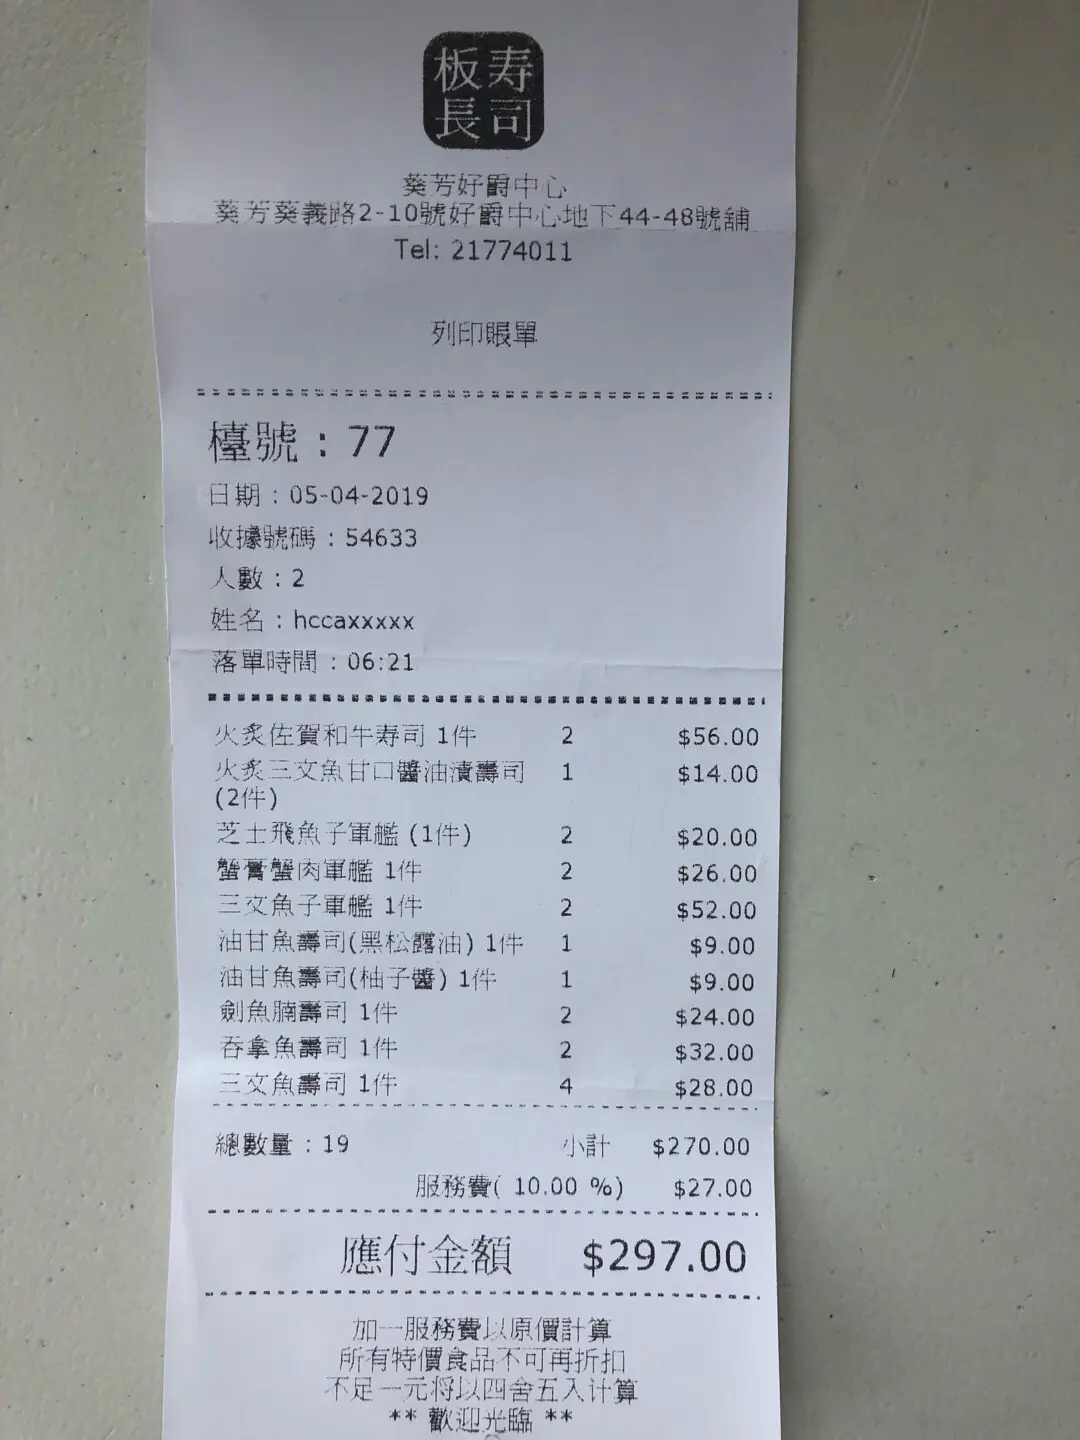 板寿
長司
葵芳好爵中心
葵芳葵義路2-10號好爵中心地下44-48號舖
Tel: 21774011
列印賬單
檯號 : 77
日期 : 05-04-2019
收據號碼 : 54633
人數 : 2
姓名 : hccaxxxxx
落單時間 : 06:21
火炙佐賀和牛寿司 1件 2 $56.00
火炙三文魚甘口醬油漬壽司 1 $14.00
(2件)
芝士飛魚子軍艦 (1件) 2 $20.00
蟹膏蟹肉軍艦 1件 2 $26.00
三文魚子軍艦 1件 2 $52.00
油甘魚壽司(黑松露油) 1件 1 $9.00
油甘魚壽司(柚子醬) 1件 1 $9.00
劍魚腩壽司 1件 2 $24.00
吞拿魚壽司 1件 2 $32.00
三文魚壽司 1件 4 $28.00
總數量 : 19 小計 $270.00
服務費( 10.00 %) $27.00
應付金額 $297.00
加一服務費以原價計算
所有特價食品不可再折扣
不足一元将以四舍五入计算
** 歡迎光臨 **